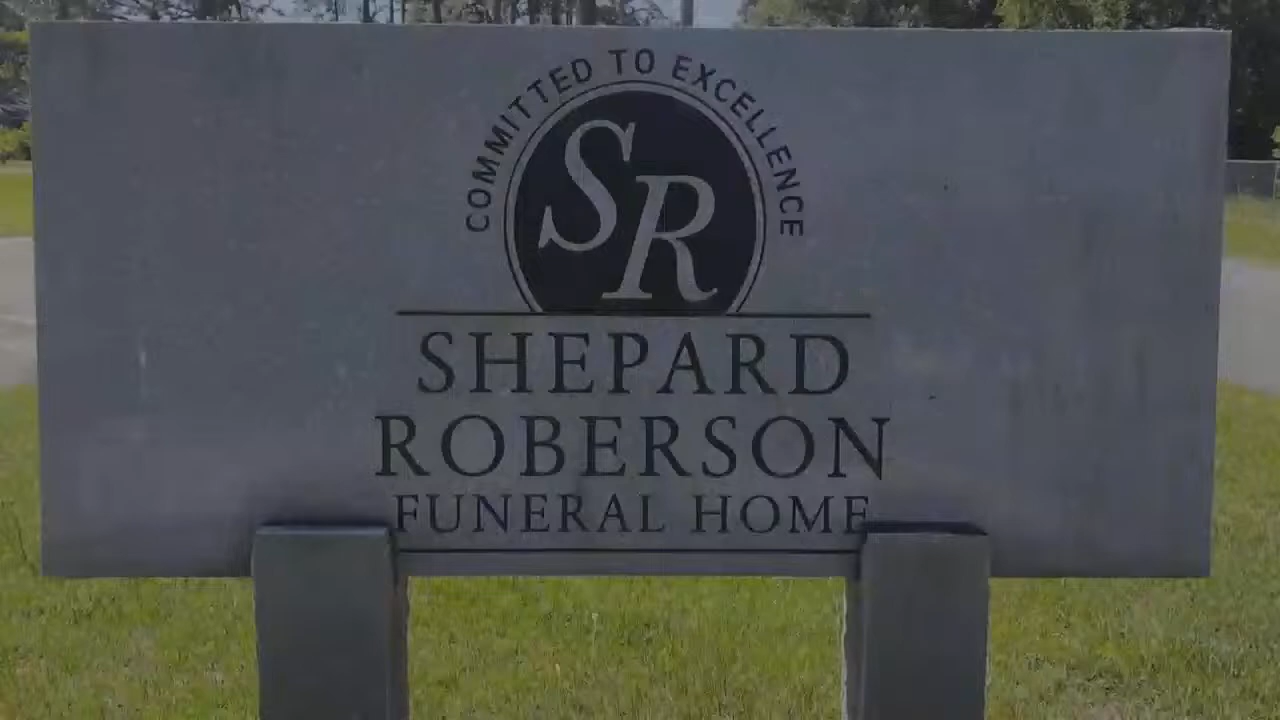 COMMITTED TO EXCELLENCE
SR
SHEPARD
ROBERSON
FUNERAL HOME